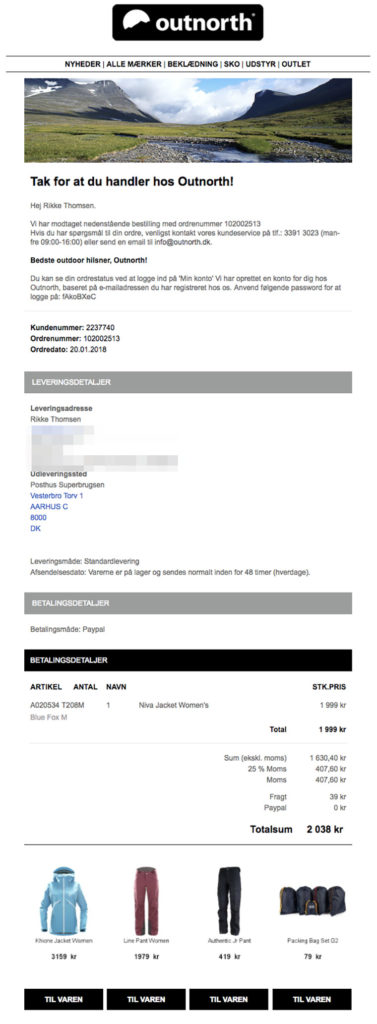 outnorth
NYHEDER | ALLE MÆRKER | BEKLÆDNING | SKO | UDSTYR | OUTLET
Tak for at du handler hos Outnorth!
Hej Rikke Thomsen.
Vi har modtaget nedenstående bestilling med ordrenummer 102002513
Hvis du har spørgsmål til din ordre, venligst kontakt vores kundeservice på tlf.: 3391 3023 (man-
fre 09:00-16:00) eller send en email til info@outnorth.dk.
Bedste outdoor hilsner, Outnorth!
Du kan se din ordrestatus ved at logge ind på 'Min konto' Vi har oprettet en konto for dig hos
Outnorth, baseret på e-mailadressen du har registreret hos os. Anvend følgende password for at
logge på: fAkoBXeC
Kundenummer: 2237740
Ordrenummer: 102002513
Ordredato: 20.01.2018
LEVERINGSDETALJER
Leveringsadresse
Rikke Thomsen
Udleveringssted
Posthus Superbrugsen
Vesterbro Torv 1
AARHUS C
8000
DK
Leveringsmåde: Standardlevering
Afsendelsesdato: Varerne er på lager og sendes normalt inden for 48 timer (hverdage).
BETALINGSDETALJER
Betalingsmåde: Paypal
BETALINGSDETALJER
ARTIKEL ANTAL NAVN STK.PRIS
A020534 T208M 1 Niva Jacket Women's 1 999 kr
Blue Fox M
Total 1 999 kr
Sum (ekskl. moms) 1 630,40 kr
25 % Moms 407,60 kr
Moms 407,60 kr
Fragt 39 kr
Paypal 0 kr
Totalsum 2 038 kr
Khione Jacket Women Line Pant Women Authentic Jr Pant Packing Bag Set G2
3159 kr 1979 kr 419 kr 79 kr
TIL VAREN TIL VAREN TIL VAREN TIL VAREN